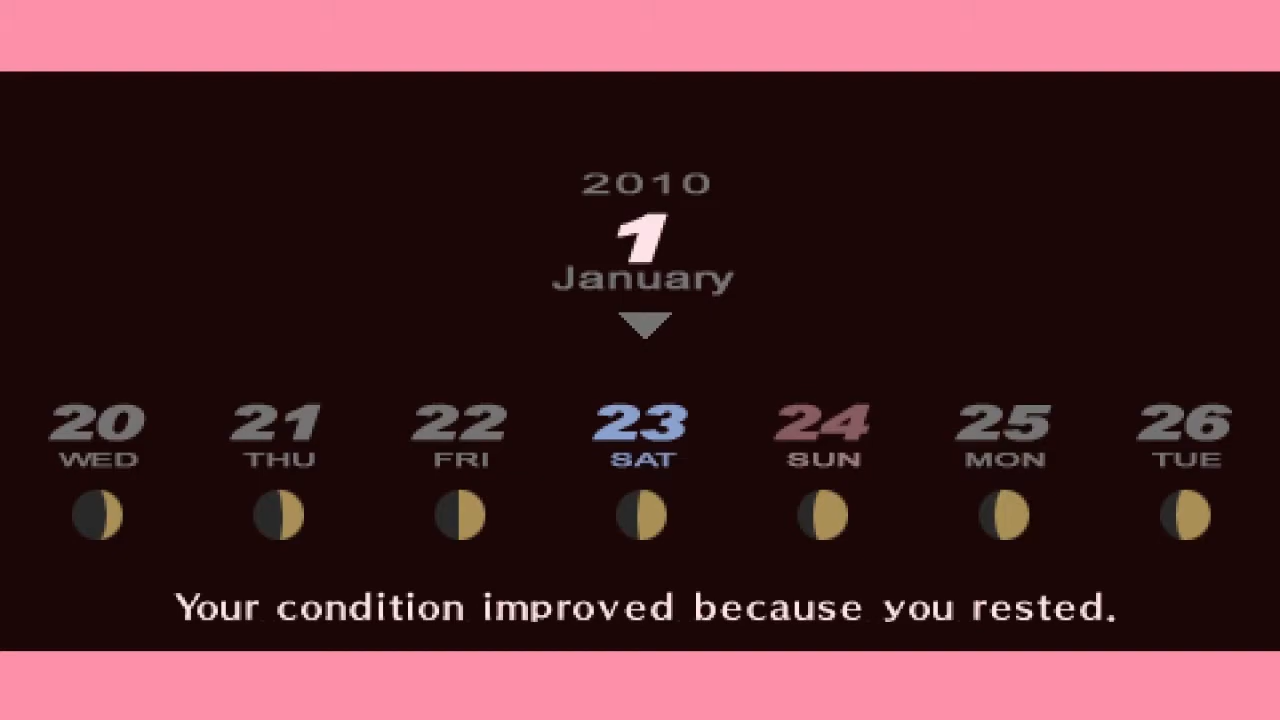 2010
1
January
20 21 22 23 24 25 26
WED THU FRI SAT SUN MON TUE
Your condition improved because you rested.